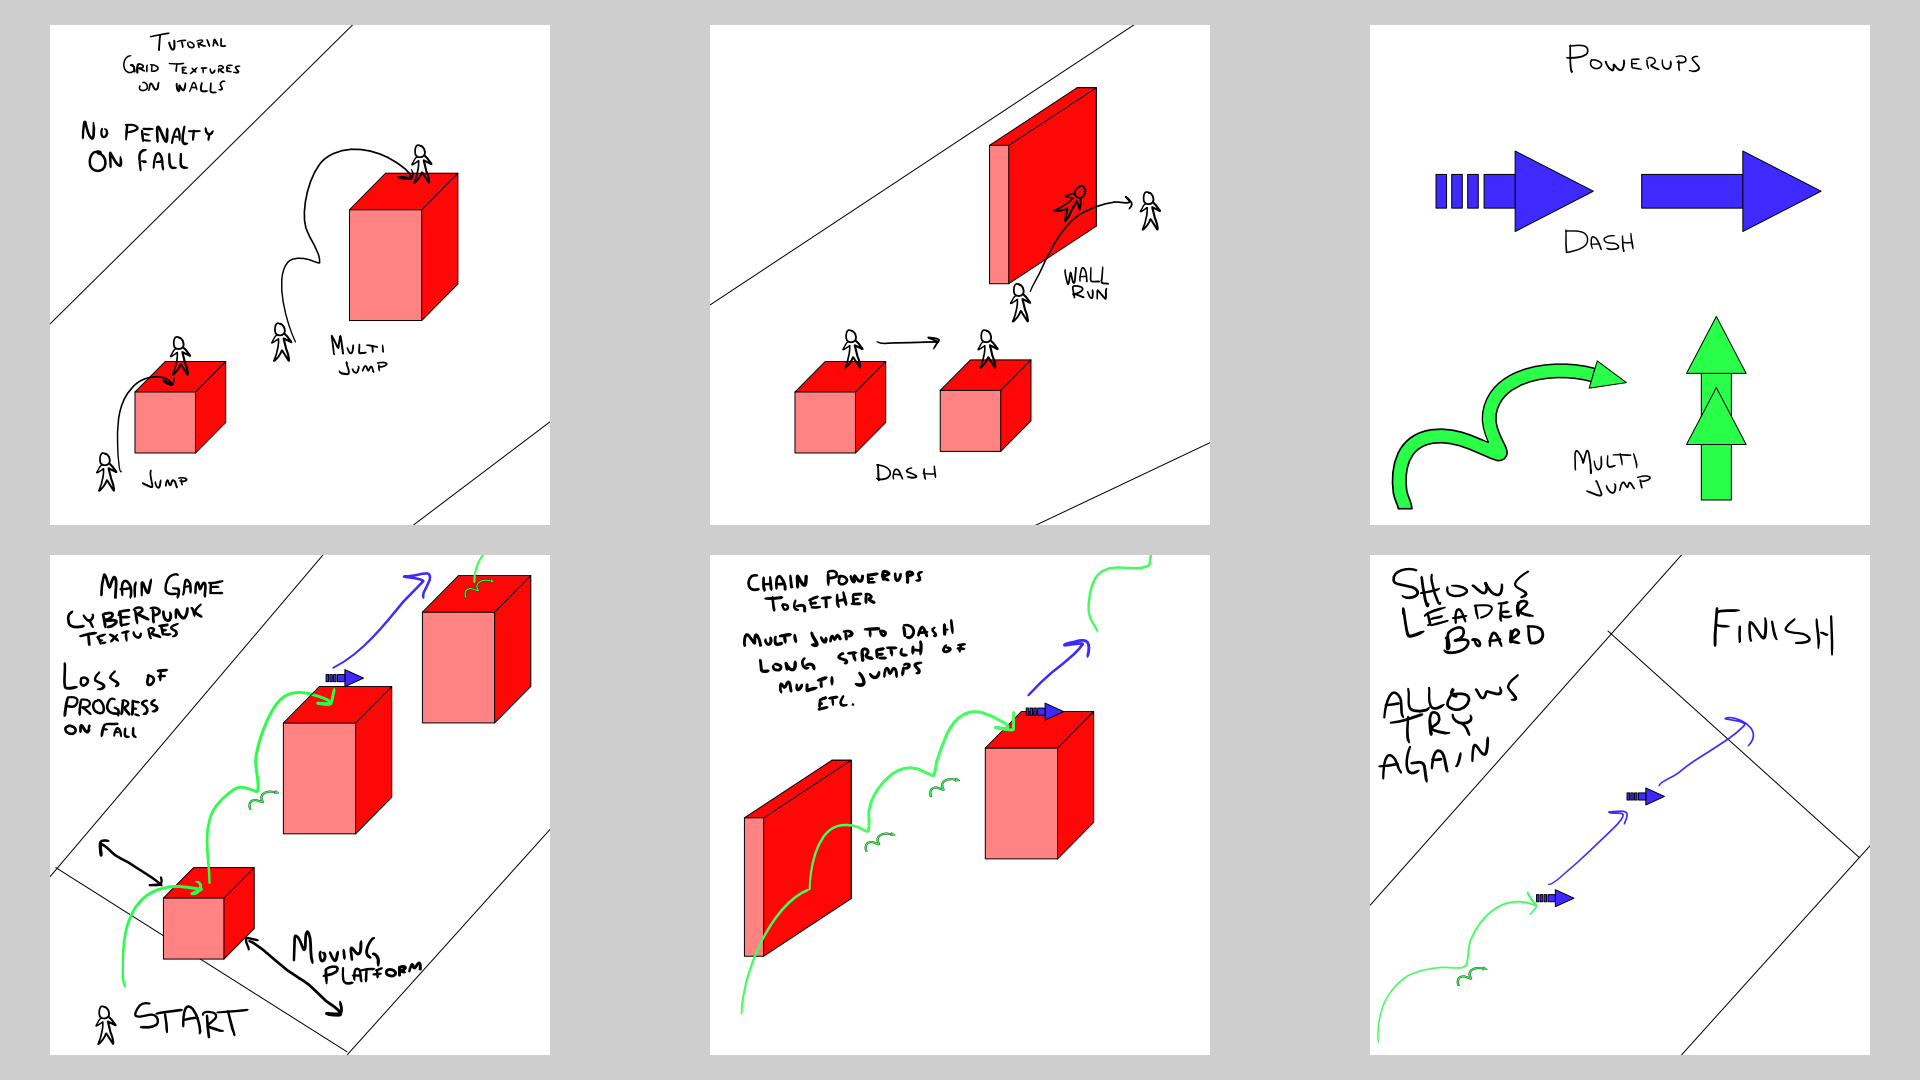 TUTORIAL
GRID TEXTURES
ON WALLS
NO PENALTY
ON FALL
MULTI
JUMP
JUMP
WALL
RUN
DASH
POWERUPS
DASH
MULTI
JUMP
MAIN GAME
CYBERPUNK
TEXTURES
LOSS OF
PROGRESS
ON FALL
MOVING
PLATFORM
START
CHAIN POWERUPS
TOGETHER
MULTI JUMP TO DASH
LONG STRETCH OF
MULTI JUMPS
ETC.
SHOWS
LEADER
BOARD
FINISH
ALLOWS
TRY
AGAIN